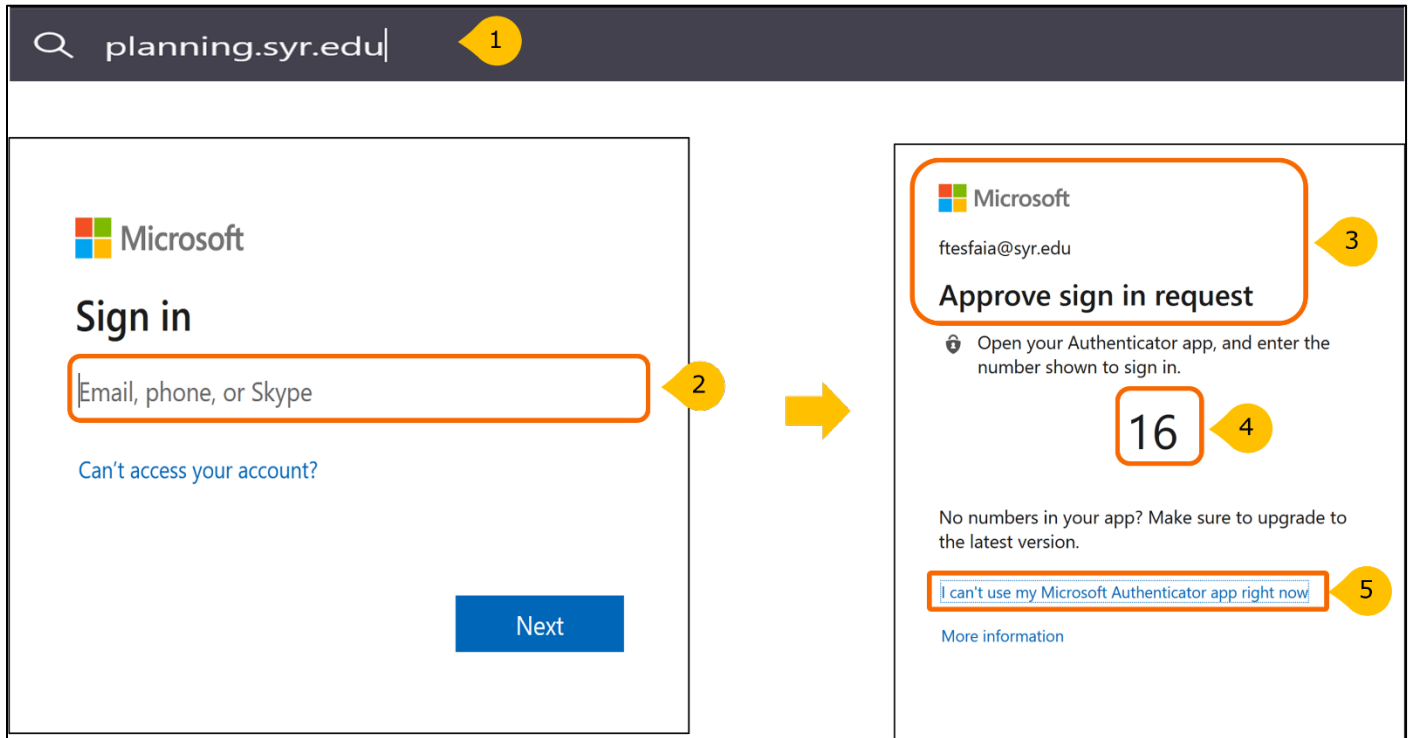 planning.syr.edu
1
Microsoft
Sign in
Email, phone, or Skype
2
Can't access your account?
Next
Microsoft
ftesfaia@syr.edu
3
Approve sign in request
Open your Authenticator app, and enter the
number shown to sign in.
16
4
No numbers in your app? Make sure to upgrade to
the latest version.
I can't use my Microsoft Authenticator app right now
5
More information